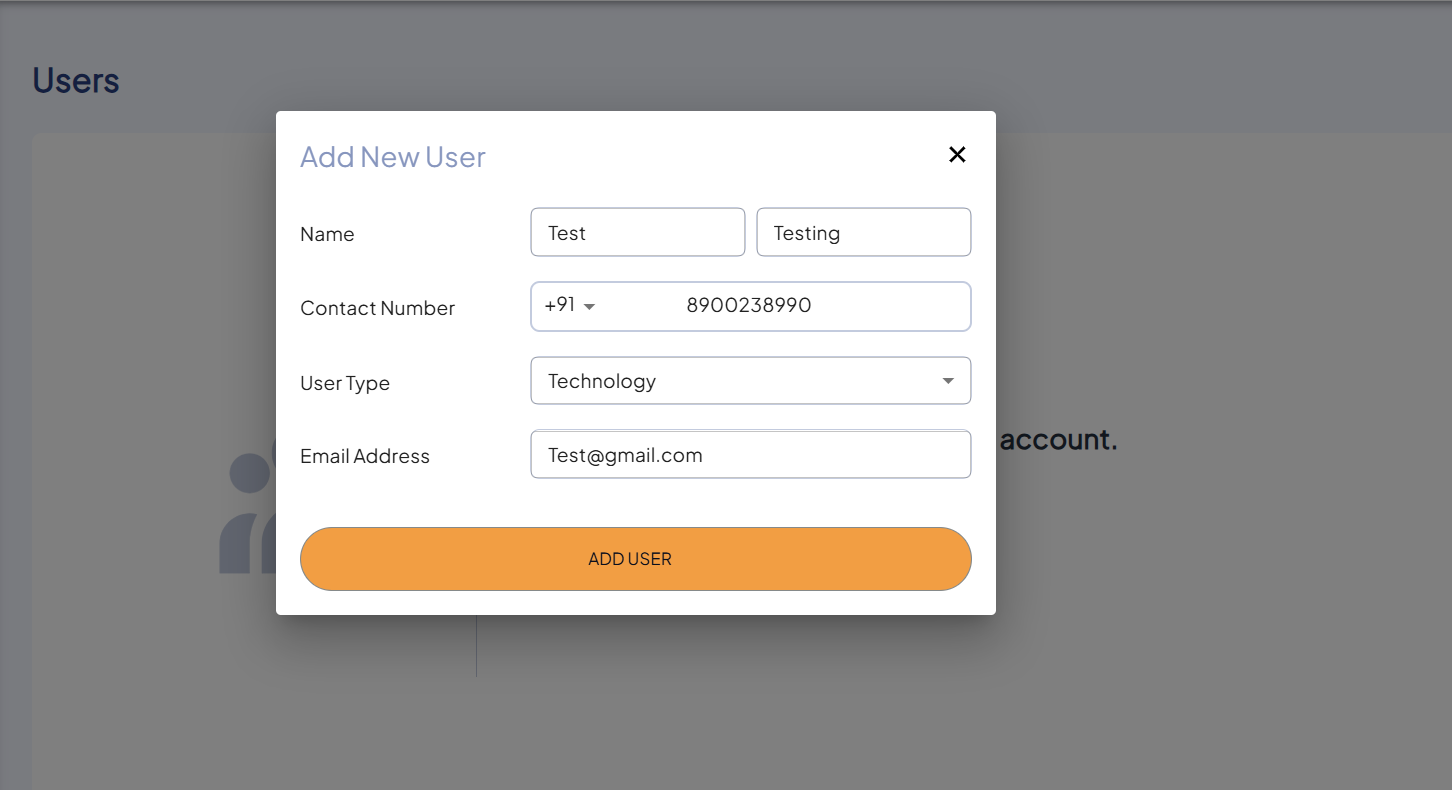 Users
Add New User
Name Test Testing
Contact Number +91 8900238990
User Type Technology
Email Address Test@gmail.com
account.
ADD USER